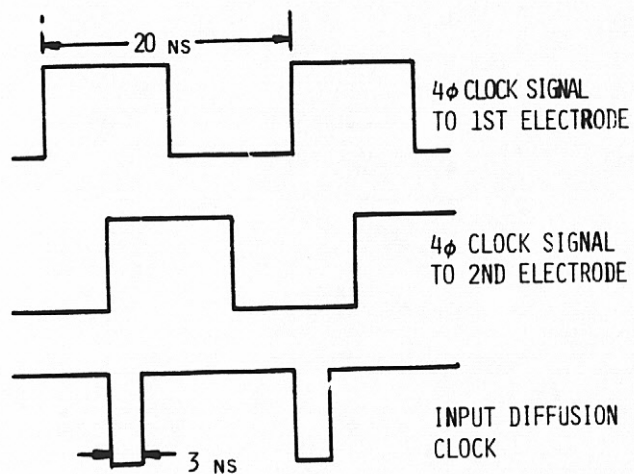 20 NS
4ϕ CLOCK SIGNAL
TO 1ST ELECTRODE
4ϕ CLOCK SIGNAL
TO 2ND ELECTRODE
INPUT DIFFUSION
CLOCK
3 NS